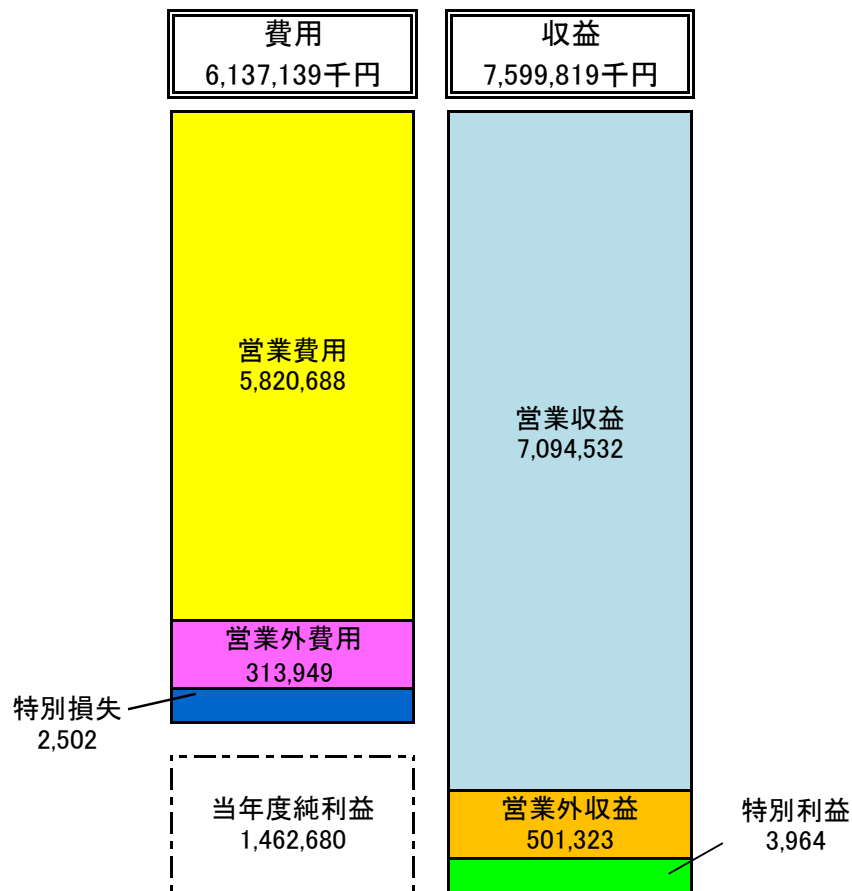 費用
6,137,139千円
収益
7,599,819千円
営業費用
5,820,688
営業収益
7,094,532
営業外費用
313,949
特別損失
2,502
当年度純利益
1,462,680
営業外収益
501,323
特別利益
3,964